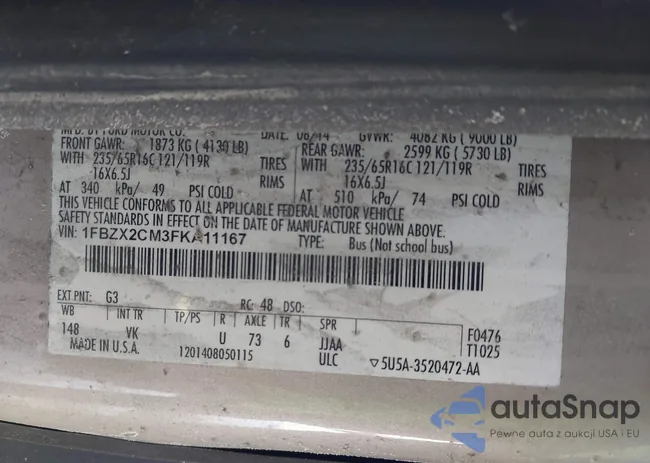 MFD. BY FORD MOTOR CO. DATE: 08/14 GVWR: 4082 KG ( 9000 LB)
FRONT GAWR: 1873 KG ( 4130 LB) REAR GAWR: 2599 KG ( 5730 LB)
WITH 235/65R16C 121/119R TIRES WITH 235/65R16C 121/119R TIRES
16X6.5J RIMS 16X6.5J RIMS
AT 340 kPa/ 49 PSI COLD AT 510 kPa/ 74 PSI COLD
THIS VEHICLE CONFORMS TO ALL APPLICABLE FEDERAL MOTOR VEHICLE
SAFETY STANDARDS IN EFFECT ON THE DATE OF MANUFACTURE SHOWN ABOVE.
VIN: 1FBZX2CM3FKA11167 TYPE: Bus (Not school bus)
EXT PNT: G3 RC: 48 DSO:
WB INT TR TP/PS R AXLE TR SPR F0476
148 VK U 73 6 JJAA T1025
MADE IN U.S.A. 1201408050115 ULC ▽5U5A-3520472-AA
autaSnap
Pewne auta z aukcji USA i EU